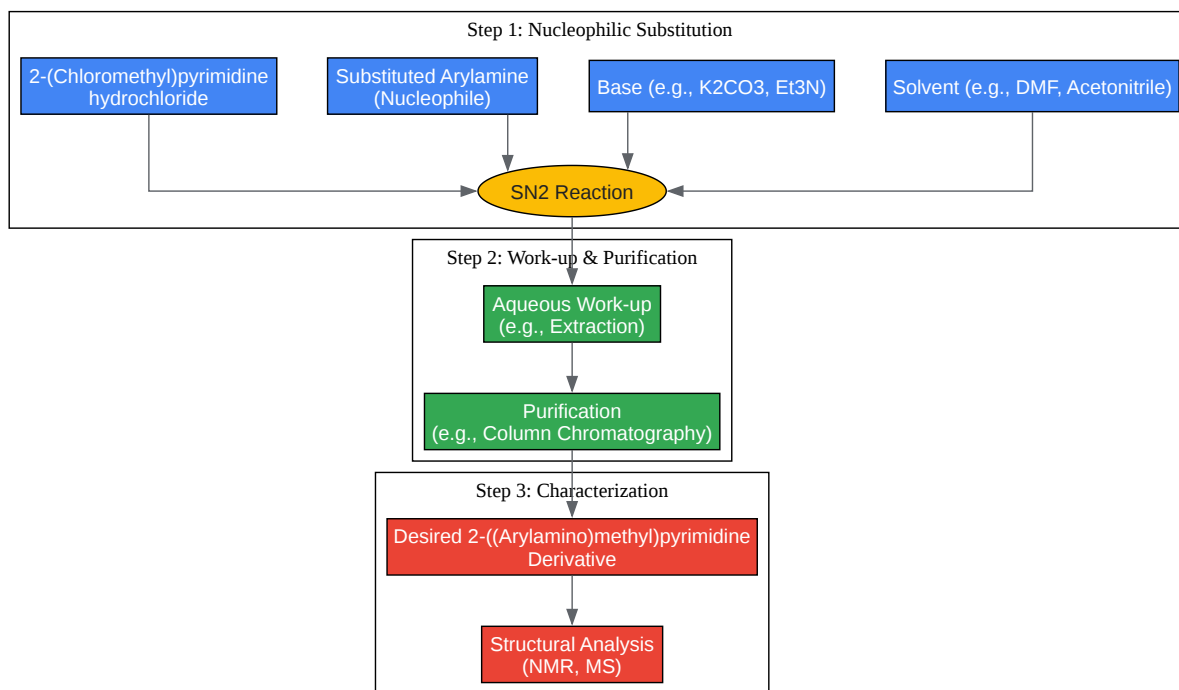 Step 1: Nucleophilic Substitution
2-(Chloromethyl)pyrimidine
hydrochloride
Substituted Arylamine
(Nucleophile)
Base (e.g., K2CO3, Et3N)
Solvent (e.g., DMF, Acetonitrile)
SN2 Reaction
Step 2: Work-up & Purification
Aqueous Work-up
(e.g., Extraction)
Purification
(e.g., Column Chromatography)
Step 3: Characterization
Desired 2-((Arylamino)methyl)pyrimidine
Derivative
Structural Analysis
(NMR, MS)